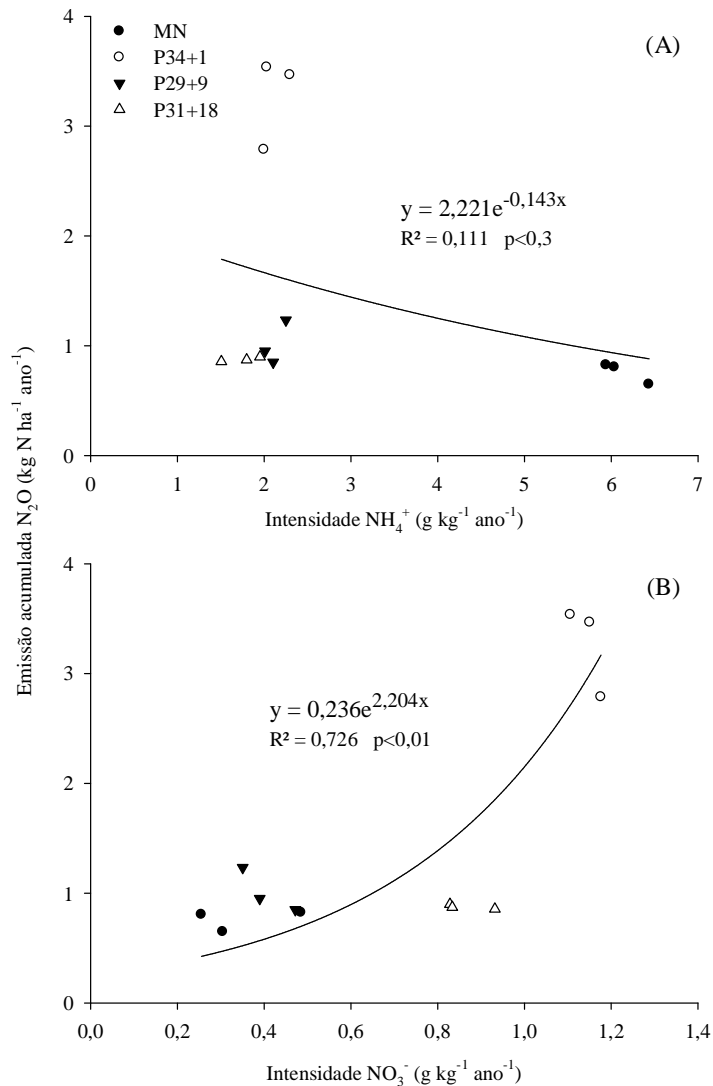 MN
P34+1
P29+9
P31+18
(A)
y = 2,221e^-0,143x
R² = 0,111 p<0,3
4
3
2
1
0
0 1 2 3 4 5 6 7
Intensidade NH₄⁺ (g kg⁻¹ ano⁻¹)
Emissão acumulada N₂O (kg N ha⁻¹ ano⁻¹)
(B)
y = 0,236e^2,204x
R² = 0,726 p<0,01
4
3
2
1
0
0,0 0,2 0,4 0,6 0,8 1,0 1,2 1,4
Intensidade NO₃⁻ (g kg⁻¹ ano⁻¹)